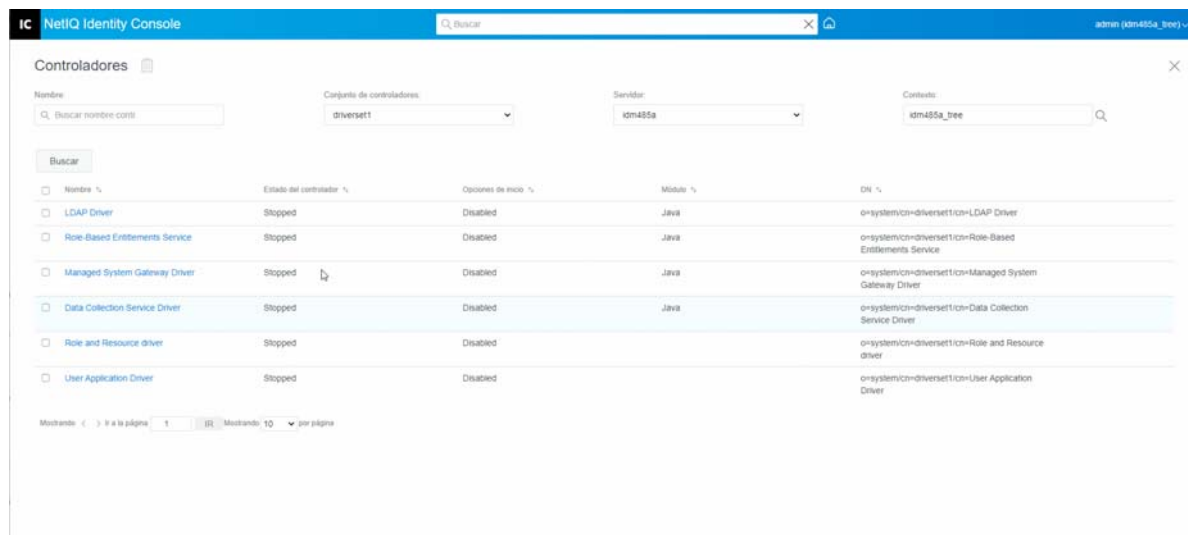 IC NetIQ Identity Console
Buscar
admin (idm485a_tree)
Controladores
Nombre: Conjunto de controladores: Servidor: Contexto:
Buscar nombre contr driverset1 idm485a idm485a_tree
Buscar
Nombre Estado del controlador Opciones de inicio Módulo DN
LDAP Driver Stopped Disabled Java o=system/cn=driverset1/cn=LDAP Driver
Role-Based Entitlements Service Stopped Disabled Java o=system/cn=driverset1/cn=Role-Based
Entitlements Service
Managed System Gateway Driver Stopped Disabled Java o=system/cn=driverset1/cn=Managed System
Gateway Driver
Data Collection Service Driver Stopped Disabled Java o=system/cn=driverset1/cn=Data Collection
Service Driver
Role and Resource driver Stopped Disabled o=system/cn=driverset1/cn=Role and Resource
driver
User Application Driver Stopped Disabled o=system/cn=driverset1/cn=User Application
Driver
Mostrando Ir a la página 1 IR Mostrando 10 por página